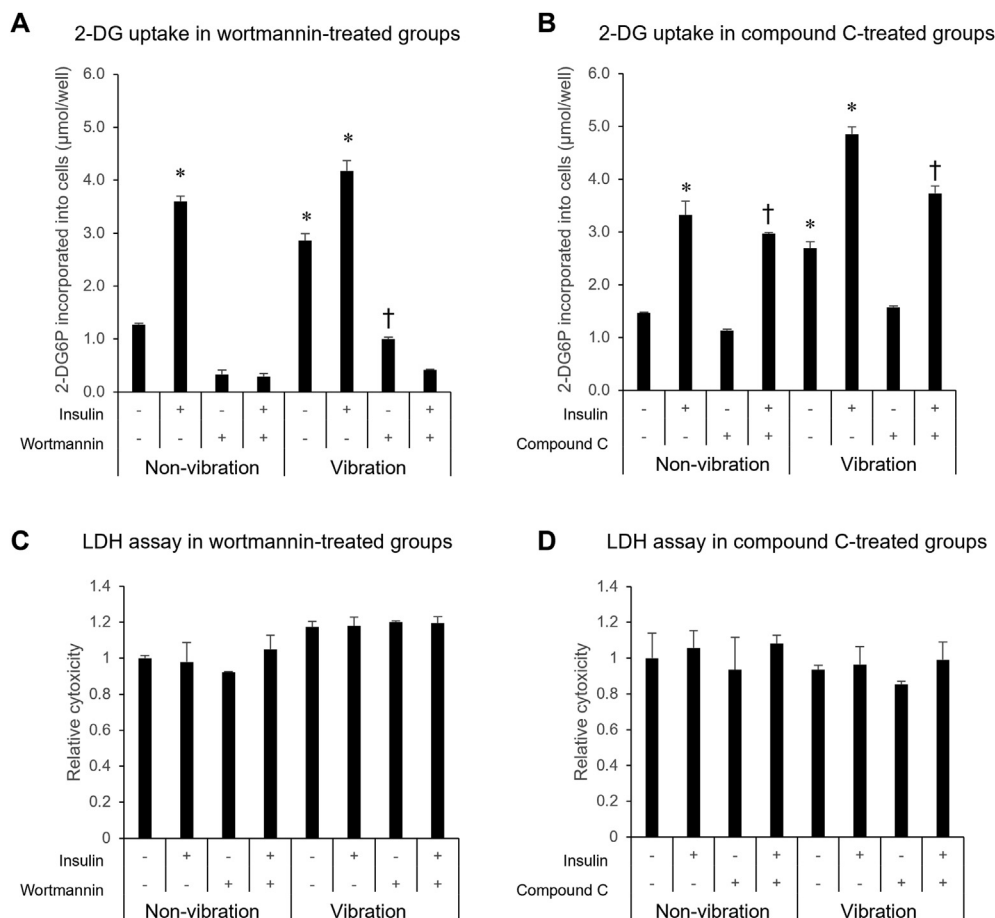 A
2-DG uptake in wortmannin-treated groups
2-DG6P incorporated into cells (μmol/well)
6.0
5.0
4.0
3.0
2.0
1.0
0.0
* * * †
Insulin - + - + - + - +
Wortmannin - - + + - - + +
Non-vibration Vibration
B
2-DG uptake in compound C-treated groups
2-DG6P incorporated into cells (μmol/well)
6.0
5.0
4.0
3.0
2.0
1.0
0.0
* † * * †
Insulin - + - + - + - +
Compound C - - + + - - + +
Non-vibration Vibration
C
LDH assay in wortmannin-treated groups
Relative cytoxicity
1.4
1.2
1
0.8
0.6
0.4
0.2
0
Insulin - + - + - + - +
Wortmannin - - + + - - + +
Non-vibration Vibration
D
LDH assay in compound C-treated groups
Relative cytoxicity
1.4
1.2
1
0.8
0.6
0.4
0.2
0
Insulin - + - + - + - +
Compound C - - + + - - + +
Non-vibration Vibration